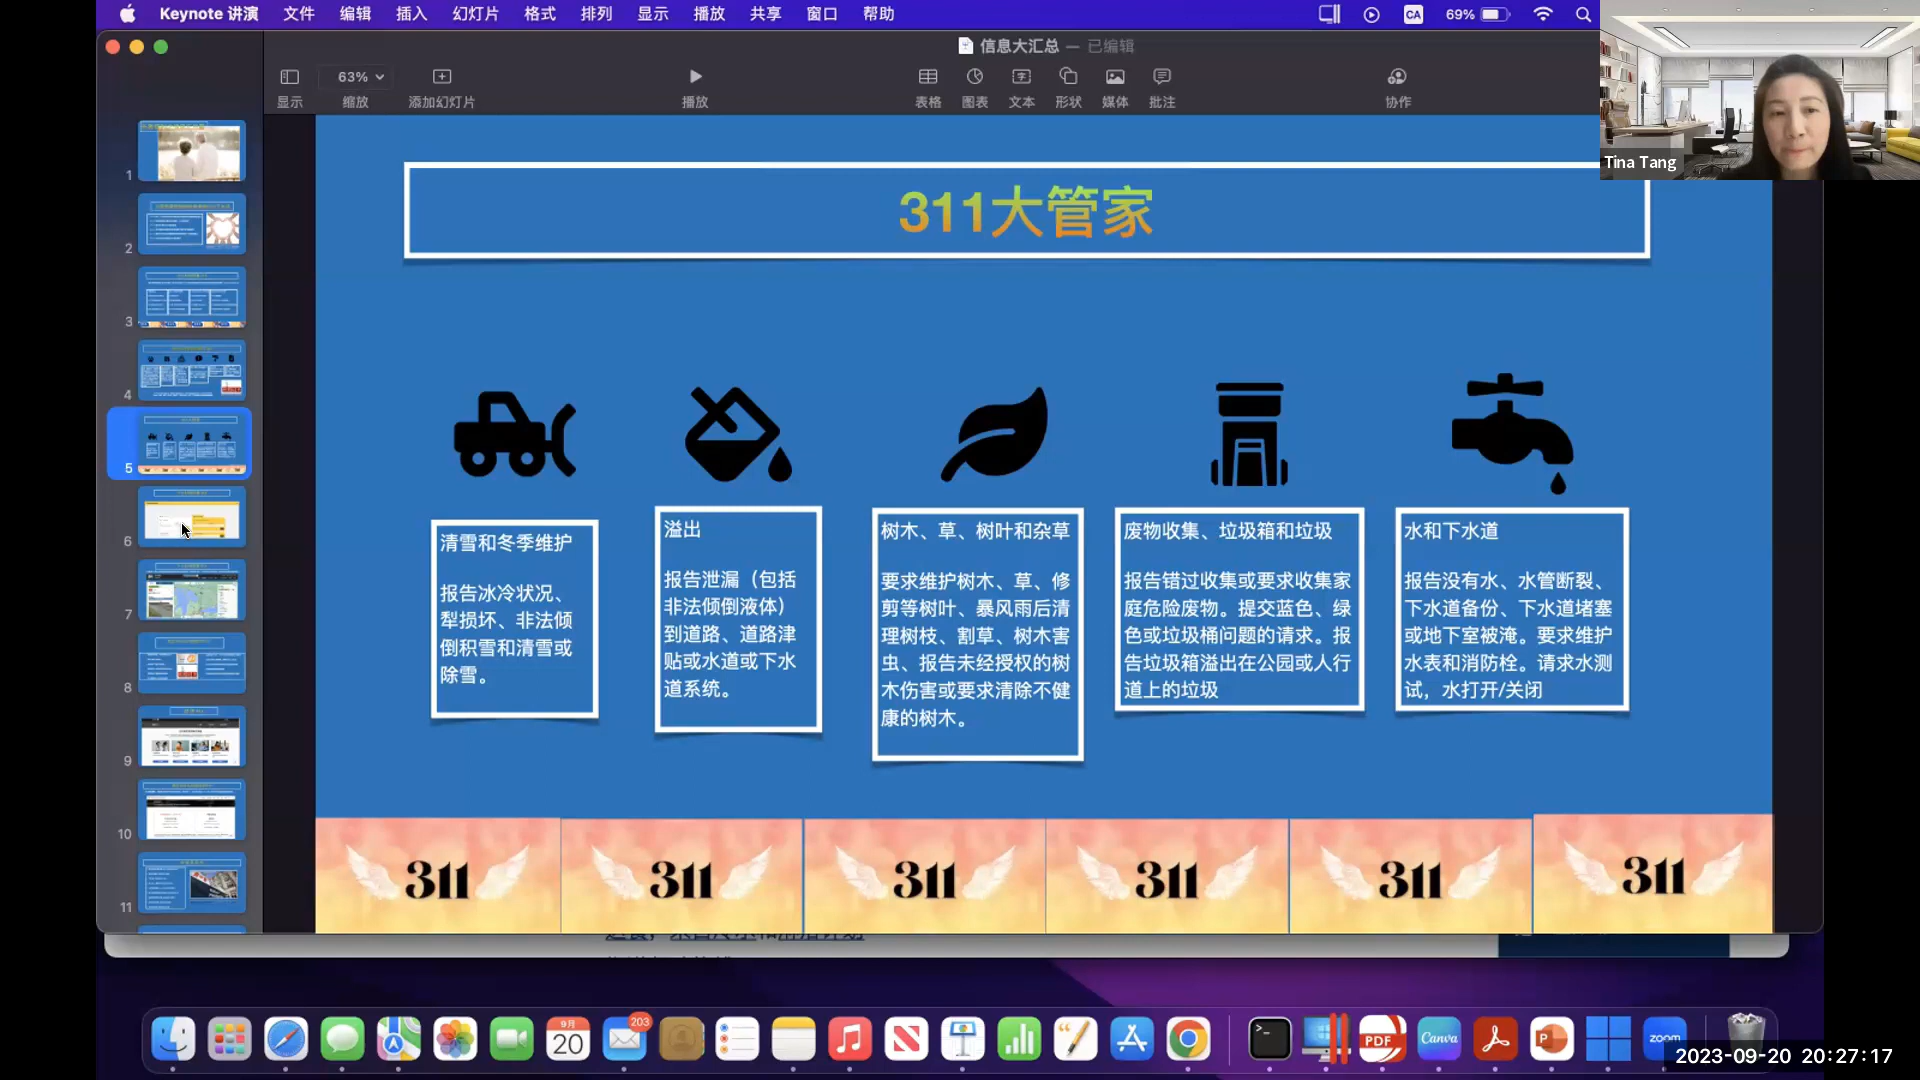 Keynote 讲演 文件 编辑 插入 幻灯片 格式 排列 显示 播放 共享 窗口 帮助
CA 69%
信息大汇总 — 已编辑
63%
显示 缩放 添加幻灯片 播放 表格 图表 文本 形状 媒体 批注 协作
Tina Tang
1
2
3
4
5
6
7
8
9
10
11
311大管家
清雪和冬季维护
报告冰冷状况、
犁损坏、非法倾
倒积雪和清雪或
除雪。
溢出
报告泄漏（包括
非法倾倒液体）
到道路、道路津
贴或水道或下水
道系统。
树木、草、树叶和杂草
要求维护树木、草、修
剪等树叶、暴风雨后清
理树枝、割草、树木害
虫、报告未经授权的树
木伤害或要求清除不健
康的树木。
废物收集、垃圾箱和垃圾
报告错过收集或要求收集家
庭危险废物。提交蓝色、绿
色或垃圾桶问题的请求。报
告垃圾箱溢出在公园或人行
道上的垃圾
水和下水道
报告没有水、水管断裂、
下水道备份、下水道堵塞
或地下室被淹。要求维护
水表和消防栓。请求水测
试，水打开/关闭
311 311 311 311 311 311
9月
20
203
PDF
Canva
zoom
2023-09-20 20:27:17